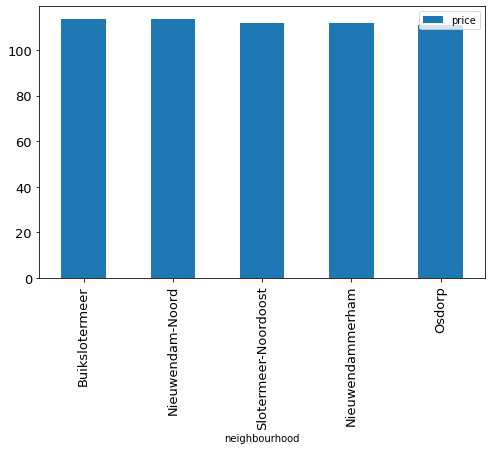 price
100
80
60
40
20
0
Buikslotermeer
Nieuwendam-Noord
Slotermeer-Noordoost
Nieuwendammerham
Osdorp
neighbourhood